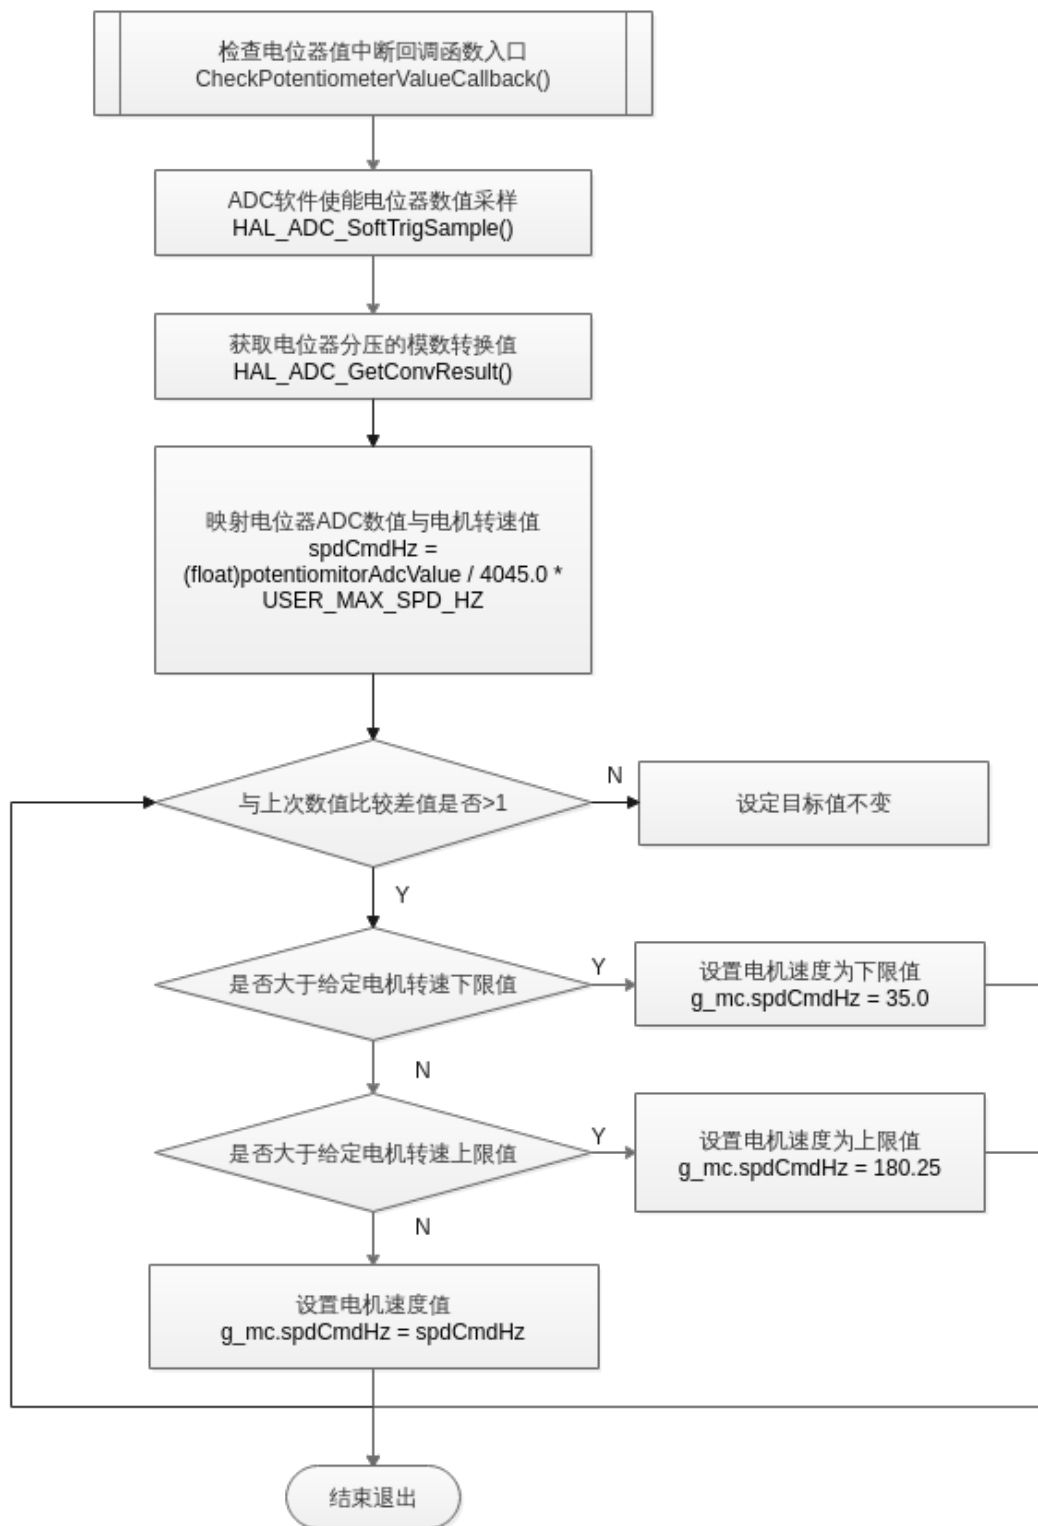 检查电位器值中断回调函数入口
CheckPotentiometerValueCallback()
ADC软件使能电位器数值采样
HAL_ADC_SoftTrigSample()
获取电位器分压的模数转换值
HAL_ADC_GetConvResult()
映射电位器ADC数值与电机转速值
spdCmdHz =
(float)potentiomitorAdcValue / 4045.0 *
USER_MAX_SPD_HZ
与上次数值比较差值是否>1
N
设定目标值不变
Y
是否大于给定电机转速下限值
Y
设置电机速度为下限值
g_mc.spdCmdHz = 35.0
N
是否大于给定电机转速上限值
Y
设置电机速度为上限值
g_mc.spdCmdHz = 180.25
N
设置电机速度值
g_mc.spdCmdHz = spdCmdHz
结束退出